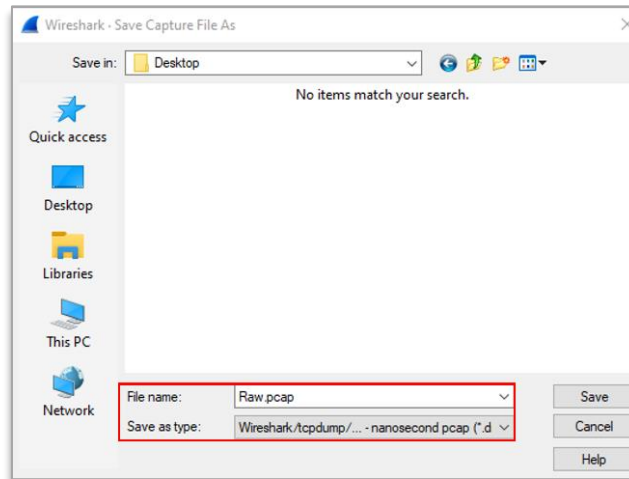 Wireshark · Save Capture File As
Save in: Desktop
No items match your search.
Quick access
Desktop
Libraries
This PC
Network
File name: Raw.pcap Save
Save as type: Wireshark/tcpdump/... - nanosecond pcap (*.d Cancel
Help